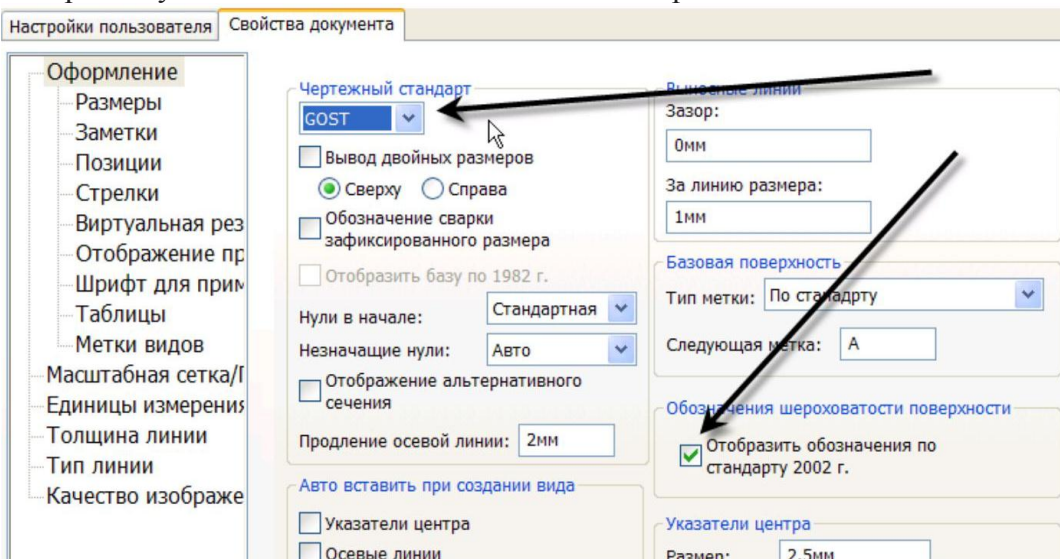 Настройки пользователя
Свойства документа
Оформление
Размеры
Заметки
Позиции
Стрелки
Виртуальная рез
Отображение пр
Шрифт для прим
Таблицы
Метки видов
Масштабная сетка/П
Единицы измерения
Толщина линии
Тип линии
Качество изображе
Чертежный стандарт
GOST
Вывод двойных размеров
Сверху
Справа
Обозначение сварки
зафиксированного размера
Отобразить базу по 1982 г.
Нули в начале:
Стандартная
Незначащие нули:
Авто
Отображение альтернативного
сечения
Продление осевой линии:
2мм
Авто вставить при создании вида
Указатели центра
Осевые линии
Выносные линии
Зазор:
0мм
За линию размера:
1мм
Базовая поверхность
Тип метки:
По станадрту
Следующая метка:
A
Обозначения шероховатости поверхности
Отобразить обозначения по
стандарту 2002 г.
Указатели центра
Размер:
2.5мм